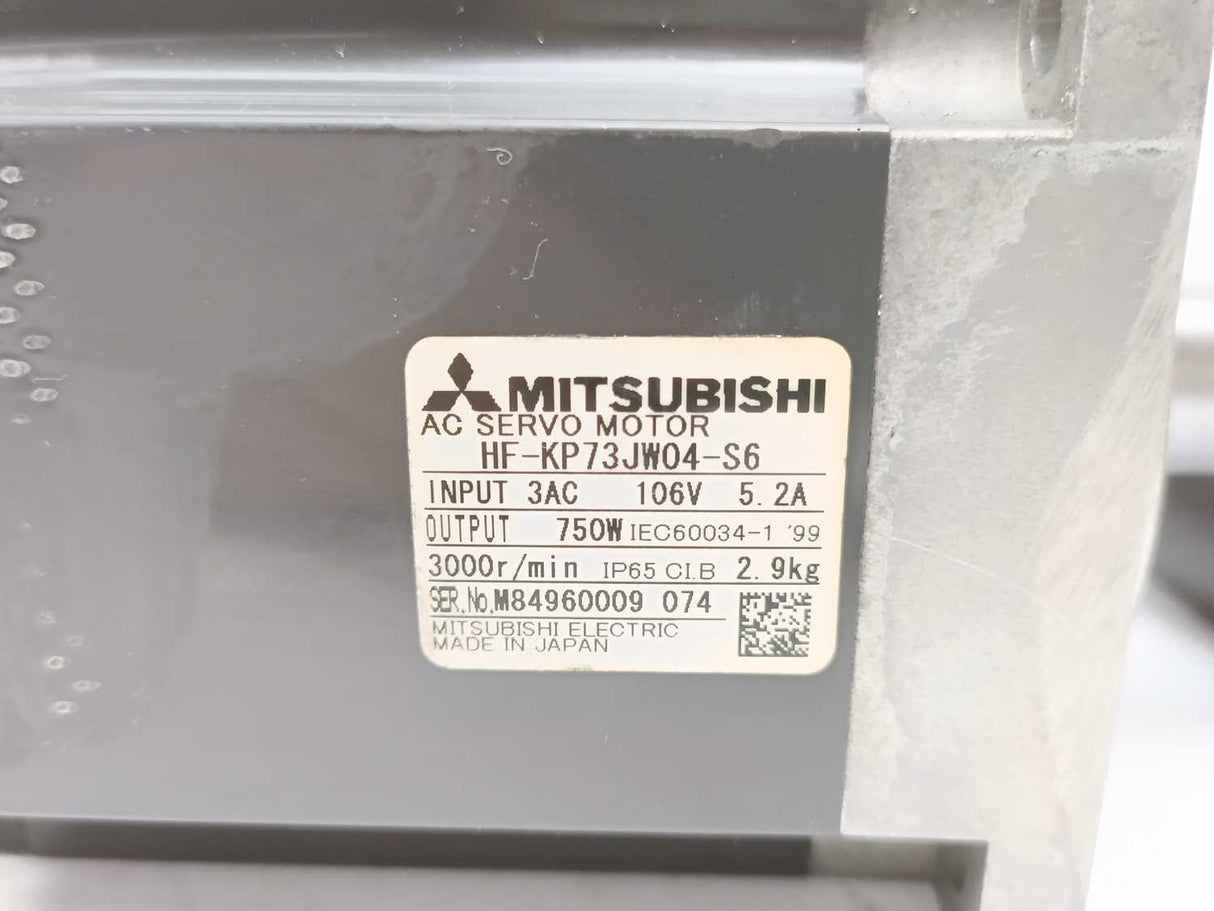 MITSUBISHI
AC SERVO MOTOR
HF-KP73JW04-S6
INPUT 3AC 106V 5.2A
OUTPUT 750W IEC60034-1 '99
3000r/min IP65 CI.B 2.9kg
SER.No.M84960009 074
MITSUBISHI ELECTRIC
MADE IN JAPAN